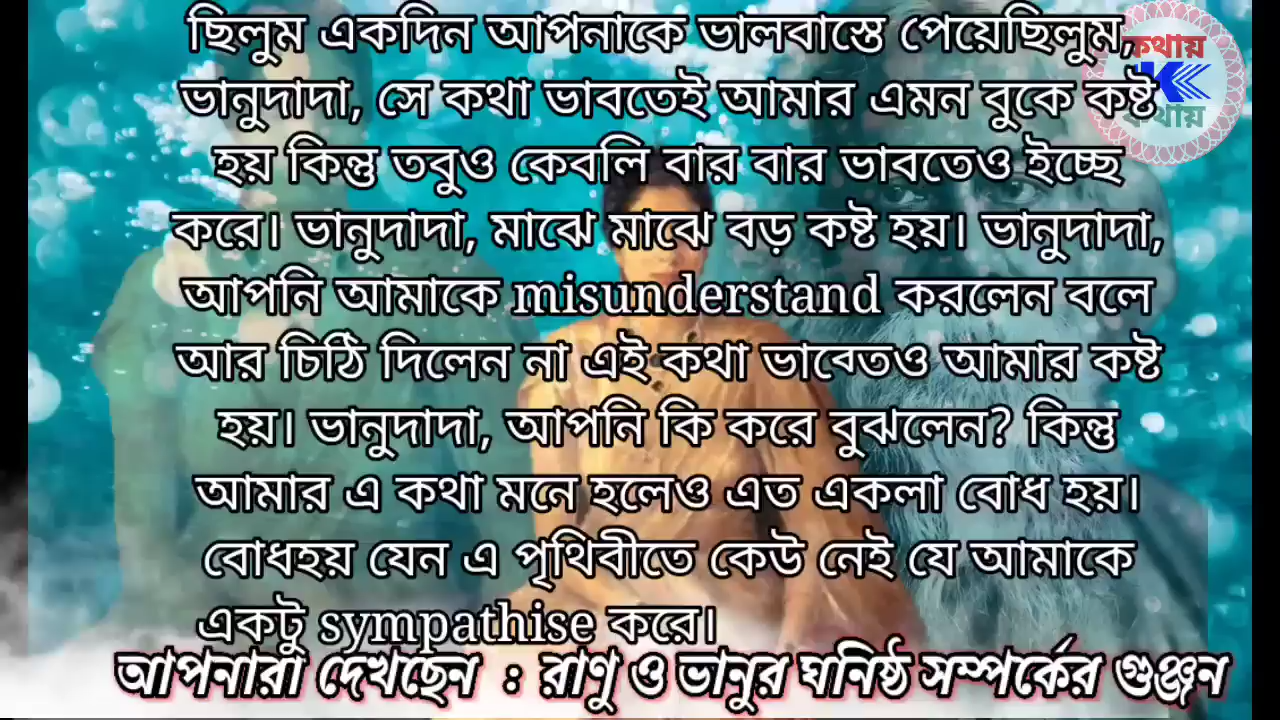 ছিলুম একদিন আপনাকে ভালবাস্তে পেয়েছিলুম,
ভানুদাদা, সে কথা ভাবতেই আমার এমন বুকে কষ্ট
হয় কিন্তু তবুও কেবলি বার বার ভাবতেও ইচ্ছে
করে। ভানুদাদা, মাঝে মাঝে বড় কষ্ট হয়। ভানুদাদা,
আপনি আমাকে misunderstand করলেন বলে
আর চিঠি দিলেন না এই কথা ভাব্তেও আমার কষ্ট
হয়। ভানুদাদা, আপনি কি করে বুঝলেন? কিন্তু
আমার এ কথা মনে হলেও এত একলা বোধ হয়।
বোধহয় যেন এ পৃথিবীতে কেউ নেই যে আমাকে
একটু sympathise করে।
আপনারা দেখছেন : রাণু ও ভানুর ঘনিষ্ঠ সম্পর্কের গুঞ্জন
কথায়
K
কথায়